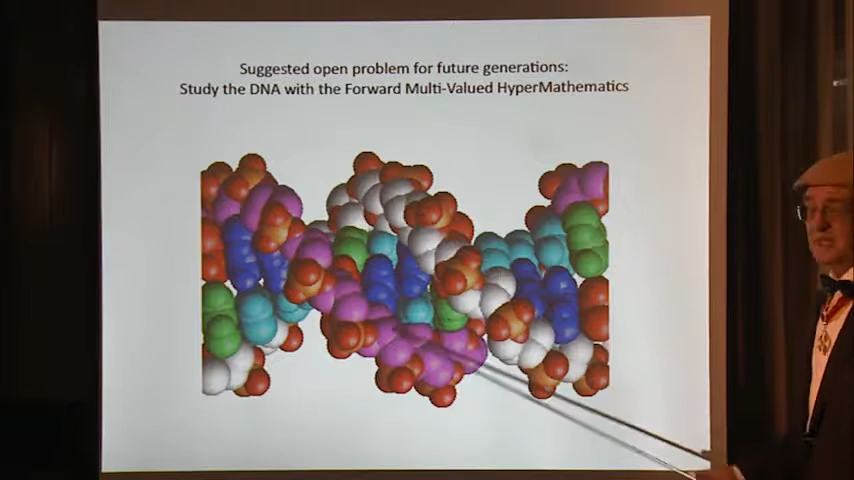 Suggested open problem for future generations:
Study the DNA with the Forward Multi-Valued HyperMathematics